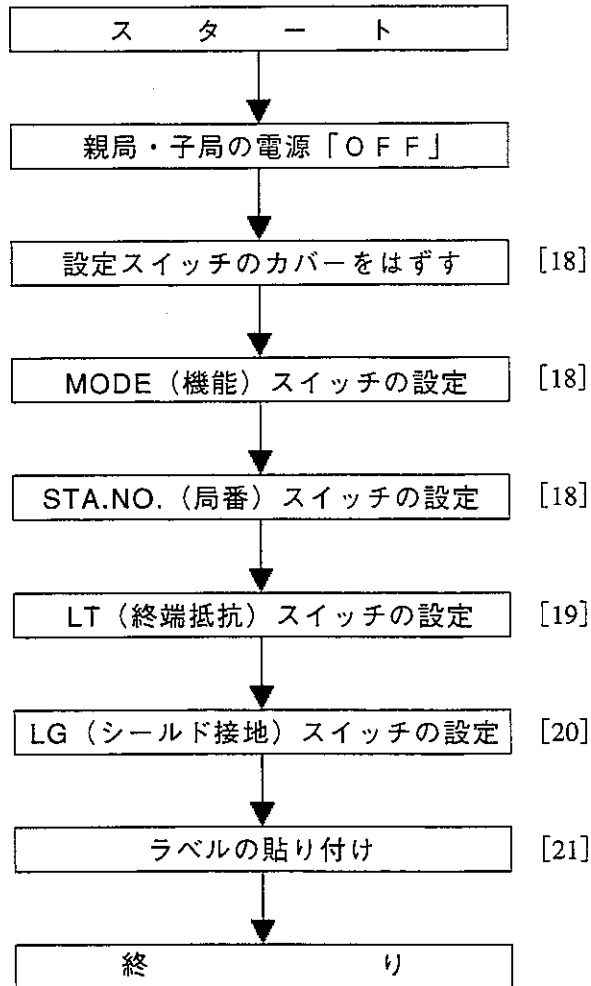 スタート
親局・子局の電源「OFF」
設定スイッチのカバーをはずす [18]
MODE（機能）スイッチの設定 [18]
STA.NO.（局番）スイッチの設定 [18]
LT（終端抵抗）スイッチの設定 [19]
LG（シールド接地）スイッチの設定 [20]
ラベルの貼り付け [21]
終り